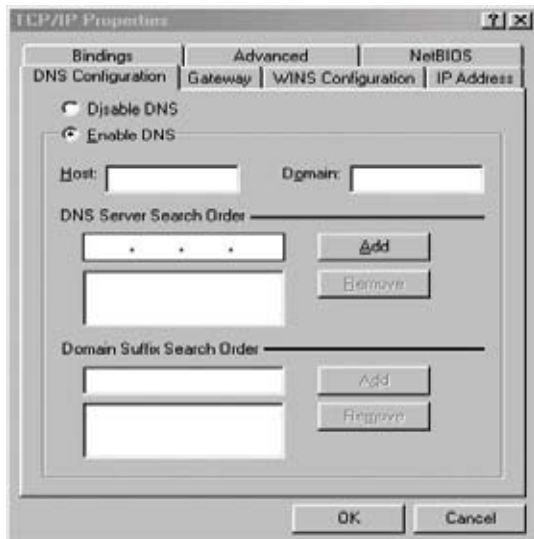 TCP/IP Properties
? X
Bindings Advanced NetBIOS
DNS Configuration Gateway WINS Configuration IP Address
Disable DNS
Enable DNS
Host: Domain:
DNS Server Search Order
. . .
Add
Remove
Domain Suffix Search Order
Add
Remove
OK Cancel